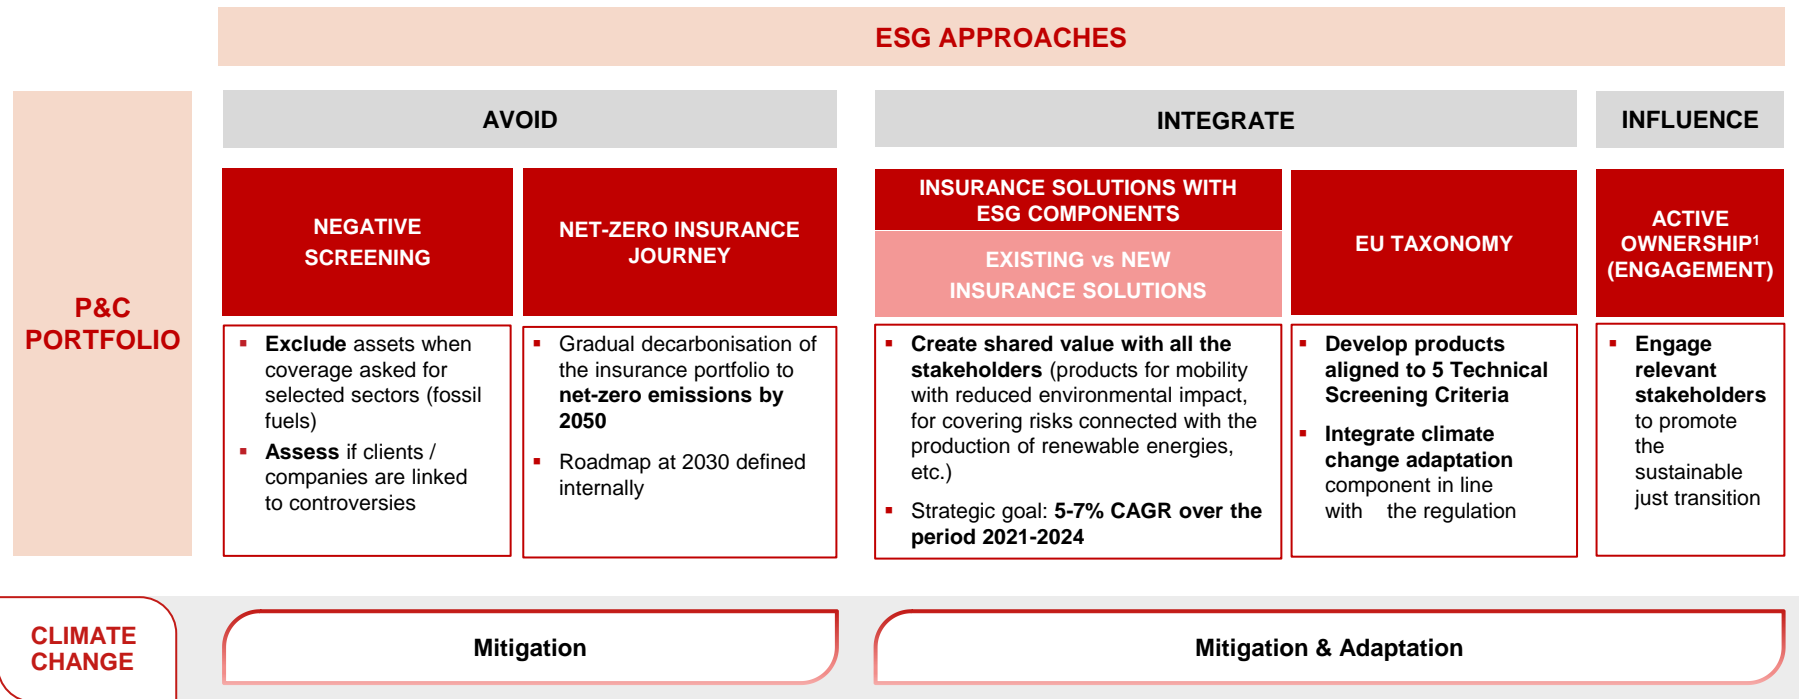 ESG APPROACHES
P&C
PORTFOLIO
AVOID
INTEGRATE
INFLUENCE
NEGATIVE
SCREENING
NET-ZERO INSURANCE
JOURNEY
INSURANCE SOLUTIONS WITH
ESG COMPONENTS
EXISTING vs NEW
INSURANCE SOLUTIONS
EU TAXONOMY
ACTIVE
OWNERSHIP¹
(ENGAGEMENT)
▪ Exclude assets when
coverage asked for
selected sectors (fossil
fuels)
▪ Assess if clients /
companies are linked
to controversies
▪ Gradual decarbonisation of
the insurance portfolio to
net-zero emissions by
2050
▪ Roadmap at 2030 defined
internally
▪ Create shared value with all the
stakeholders (products for mobility
with reduced environmental impact,
for covering risks connected with the
production of renewable energies,
etc.)
▪ Strategic goal: 5-7% CAGR over the
period 2021-2024
▪ Develop products
aligned to 5 Technical
Screening Criteria
▪ Integrate climate
change adaptation
component in line
with the regulation
▪ Engage
relevant
stakeholders
to promote
the
sustainable
just transition
CLIMATE
CHANGE
Mitigation
Mitigation & Adaptation